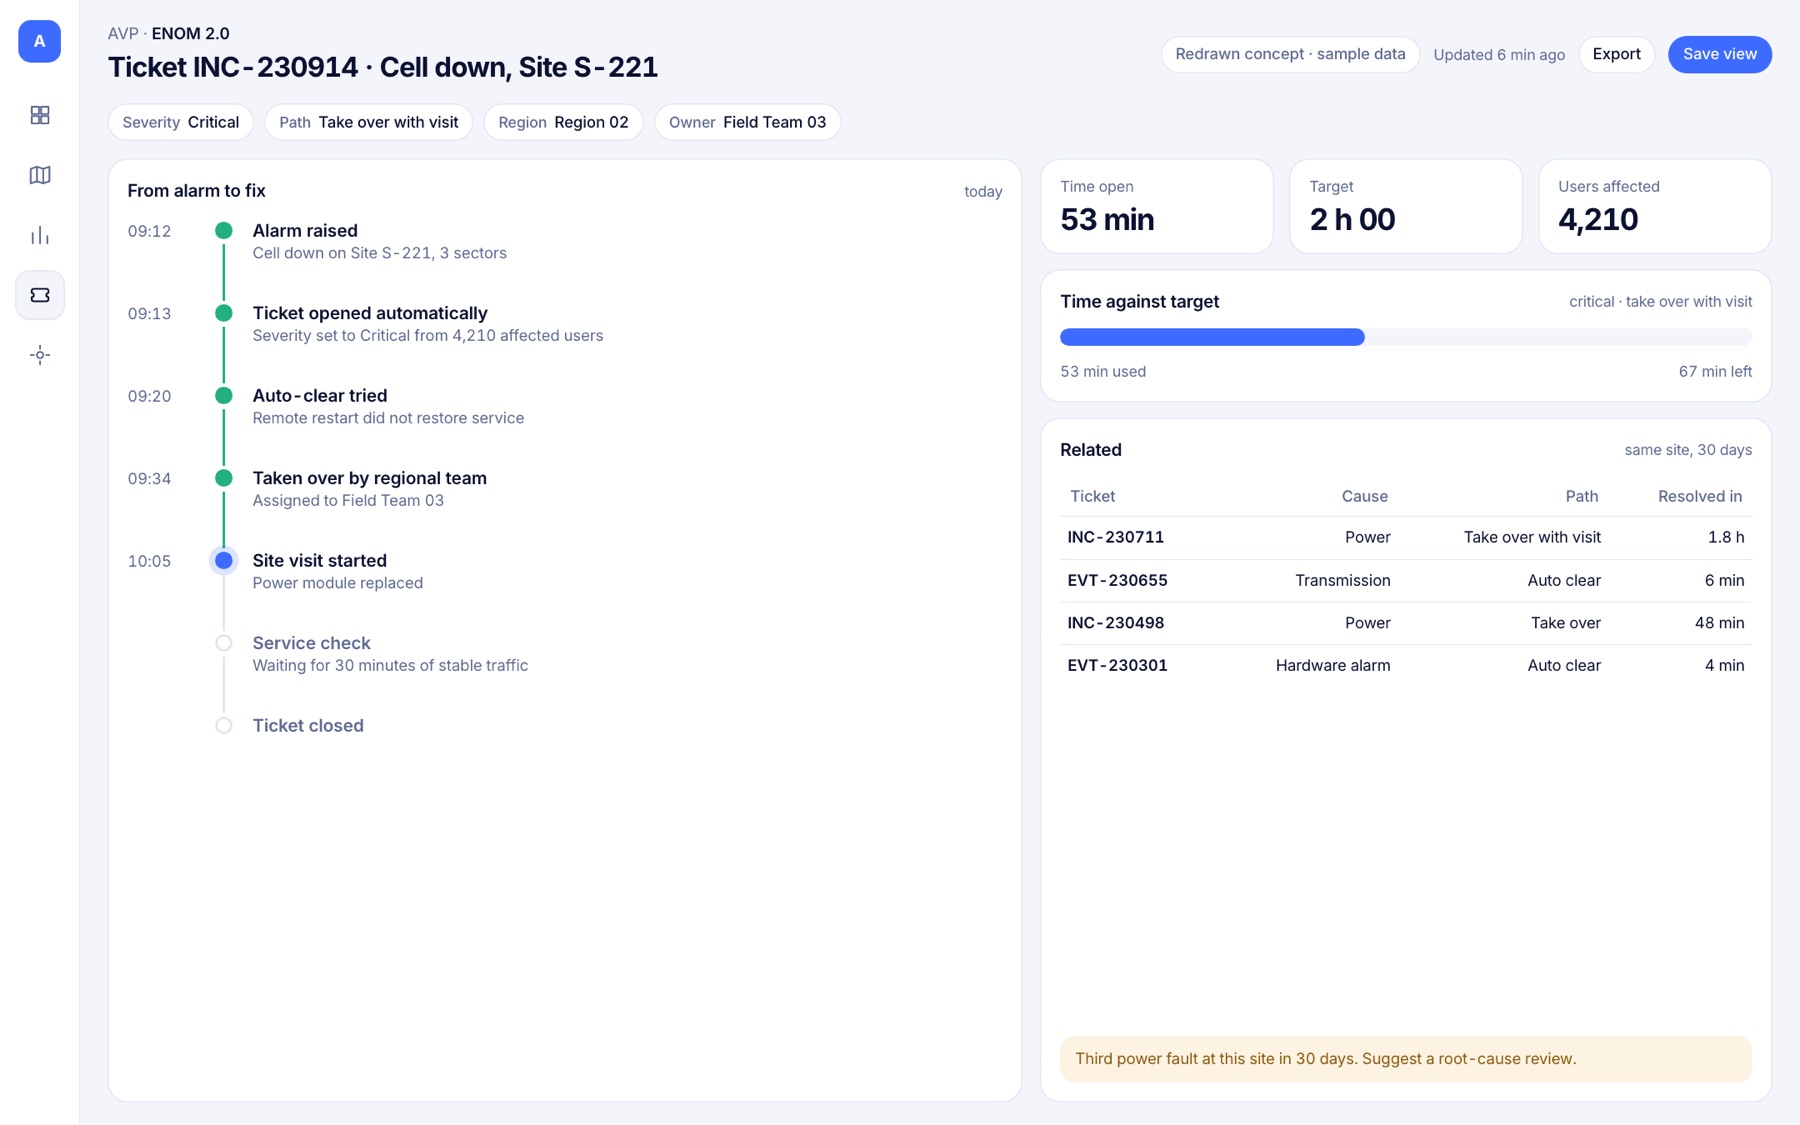 A
AVP · ENOM 2.0
Ticket INC-230914 · Cell down, Site S-221
Redrawn concept · sample data
Updated 6 min ago
Export
Save view
Severity Critical
Path Take over with visit
Region Region 02
Owner Field Team 03
From alarm to fix
today
09:12
Alarm raised
Cell down on Site S-221, 3 sectors
09:13
Ticket opened automatically
Severity set to Critical from 4,210 affected users
09:20
Auto-clear tried
Remote restart did not restore service
09:34
Taken over by regional team
Assigned to Field Team 03
10:05
Site visit started
Power module replaced
Service check
Waiting for 30 minutes of stable traffic
Ticket closed
Time open
53 min
Target
2 h 00
Users affected
4,210
Time against target
critical · take over with visit
53 min used
67 min left
Related
same site, 30 days
Ticket Cause Path Resolved in
INC-230711 Power Take over with visit 1.8 h
EVT-230655 Transmission Auto clear 6 min
INC-230498 Power Take over 48 min
EVT-230301 Hardware alarm Auto clear 4 min
Third power fault at this site in 30 days. Suggest a root-cause review.